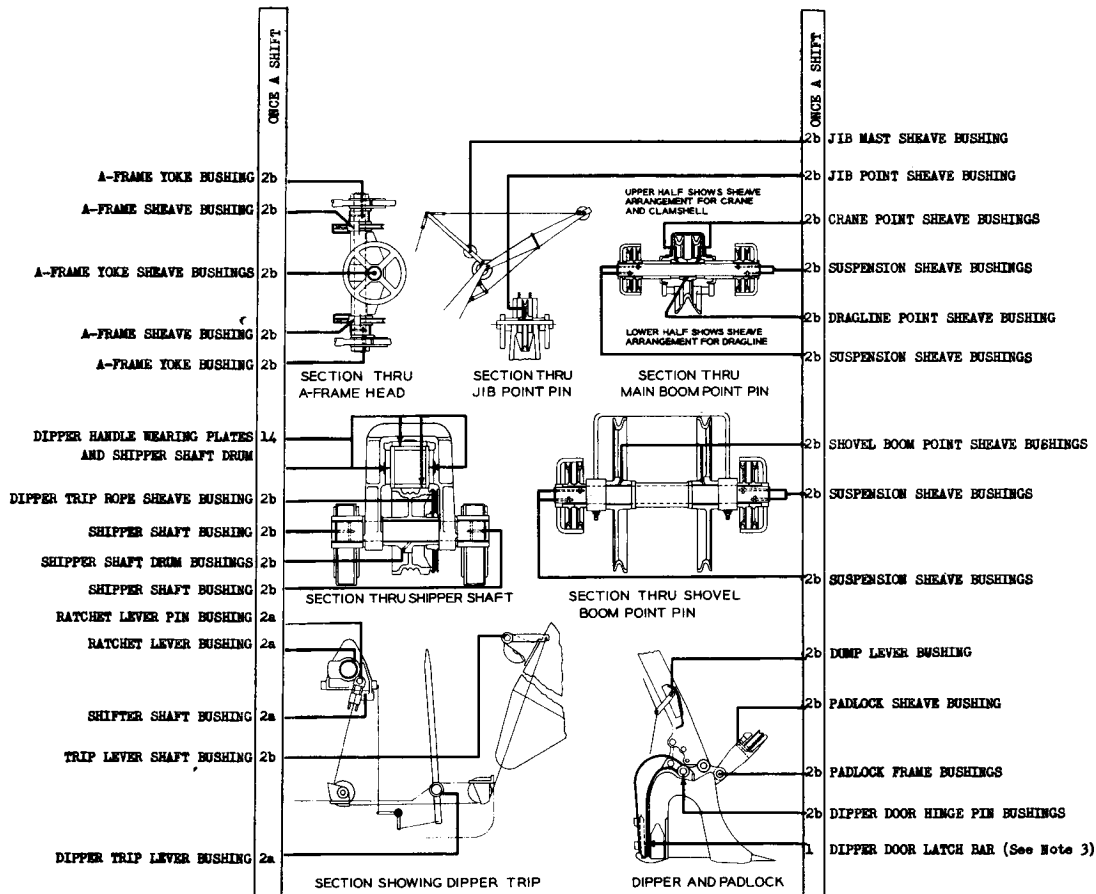 ONCE A SHIFT
A-FRAME YOKE BUSHING 2b
A-FRAME SHEAVE BUSHING 2b
A-FRAME YOKE SHEAVE BUSHINGS 2b
A-FRAME SHEAVE BUSHING 2b
A-FRAME YOKE BUSHING 2b
DIPPER HANDLE WEARING PLATES 14
AND SHIPPER SHAFT DRUM
DIPPER TRIP ROPE SHEAVE BUSHING 2b
SHIPPER SHAFT BUSHING 2b
SHIPPER SHAFT DRUM BUSHINGS 2b
SHIPPER SHAFT BUSHING 2b
RATCHET LEVER PIN BUSHING 2a
RATCHET LEVER BUSHING 2a
SHIFTER SHAFT BUSHING 2a
TRIP LEVER SHAFT BUSHING 2b
DIPPER TRIP LEVER BUSHING 2a
SECTION THRU
A-FRAME HEAD
SECTION THRU
JIB POINT PIN
UPPER HALF SHOWS SHEAVE
ARRANGEMENT FOR CRANE
AND CLAMSHELL
LOWER HALF SHOWS SHEAVE
ARRANGEMENT FOR DRAGLINE
SECTION THRU
MAIN BOOM POINT PIN
SECTION THRU SHIPPER SHAFT
SECTION THRU SHOVEL
BOOM POINT PIN
SECTION SHOWING DIPPER TRIP
DIPPER AND PADLOCK
ONCE A SHIFT
2b JIB MAST SHEAVE BUSHING
2b JIB POINT SHEAVE BUSHING
2b CRANE POINT SHEAVE BUSHINGS
2b SUSPENSION SHEAVE BUSHINGS
2b DRAGLINE POINT SHEAVE BUSHING
2b SUSPENSION SHEAVE BUSHINGS
2b SHOVEL BOOM POINT SHEAVE BUSHINGS
2b SUSPENSION SHEAVE BUSHINGS
2b SUSPENSION SHEAVE BUSHINGS
2b DUMP LEVER BUSHING
2b PADLOCK SHEAVE BUSHING
2b PADLOCK FRAME BUSHINGS
2b DIPPER DOOR HINGE PIN BUSHINGS
1 DIPPER DOOR LATCH BAR (See Note 3)